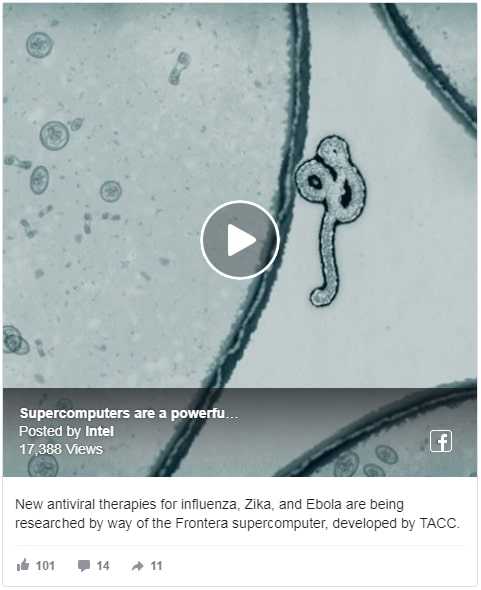 Supercomputers are a powerfu...
Posted by Intel
17,388 Views
New antiviral therapies for influenza, Zika, and Ebola are being
researched by way of the Frontera supercomputer, developed by TACC.
101 14 11